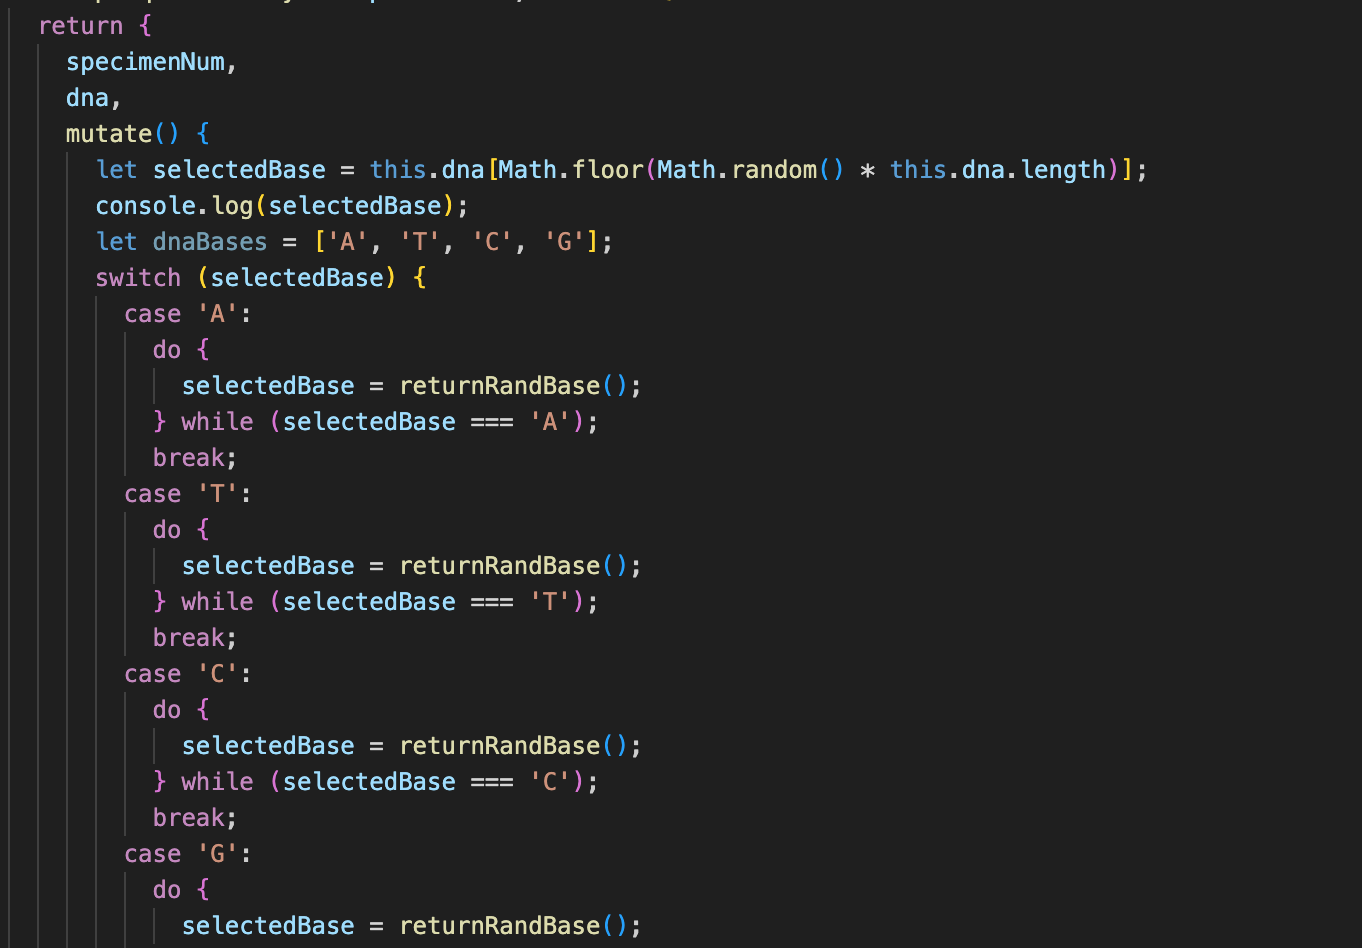 return {
specimenNum,
dna,
mutate() {
let selectedBase = this.dna[Math.floor(Math.random() * this.dna.length)];
console.log(selectedBase);
let dnaBases = ['A', 'T', 'C', 'G'];
switch (selectedBase) {
case 'A':
do {
selectedBase = returnRandBase();
} while (selectedBase === 'A');
break;
case 'T':
do {
selectedBase = returnRandBase();
} while (selectedBase === 'T');
break;
case 'C':
do {
selectedBase = returnRandBase();
} while (selectedBase === 'C');
break;
case 'G':
do {
selectedBase = returnRandBase();